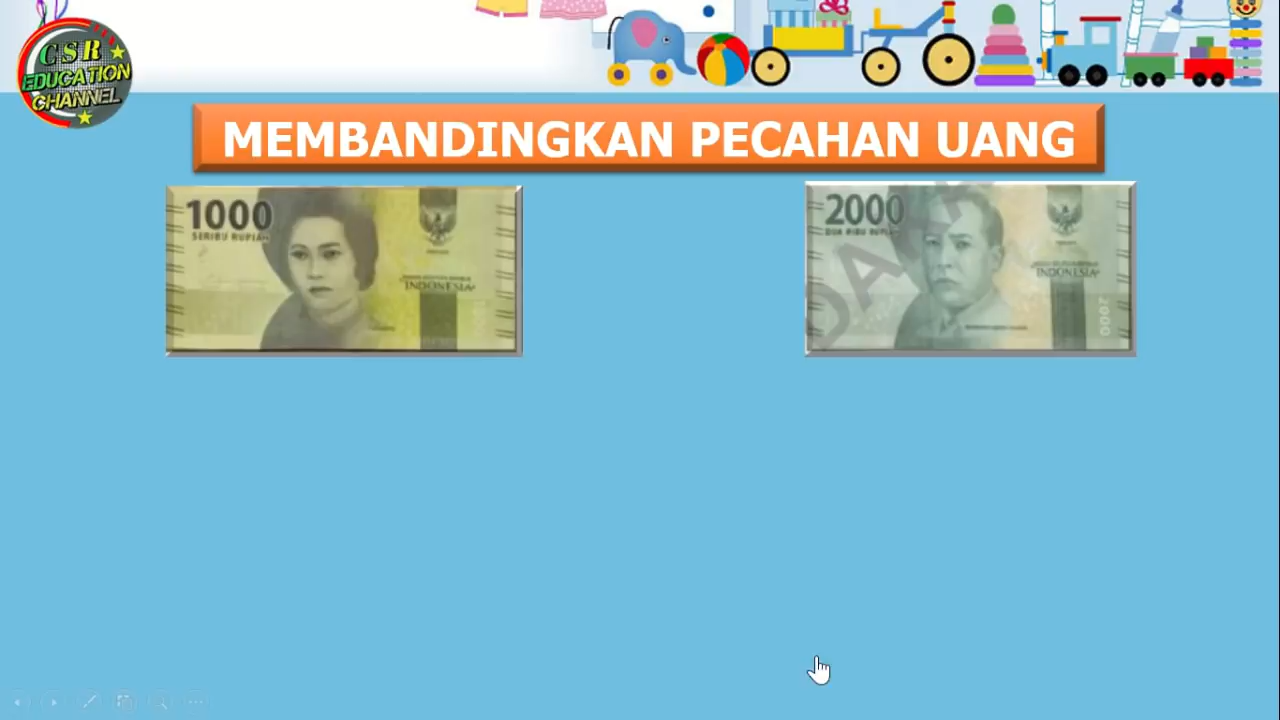 CSR
EDUCATION
CHANNEL
MEMBANDINGKAN PECAHAN UANG
1000
SERIBU RUPIAH
INDONESIA
2000
DUA RIBU RUPIAH
INDONESIA
2000